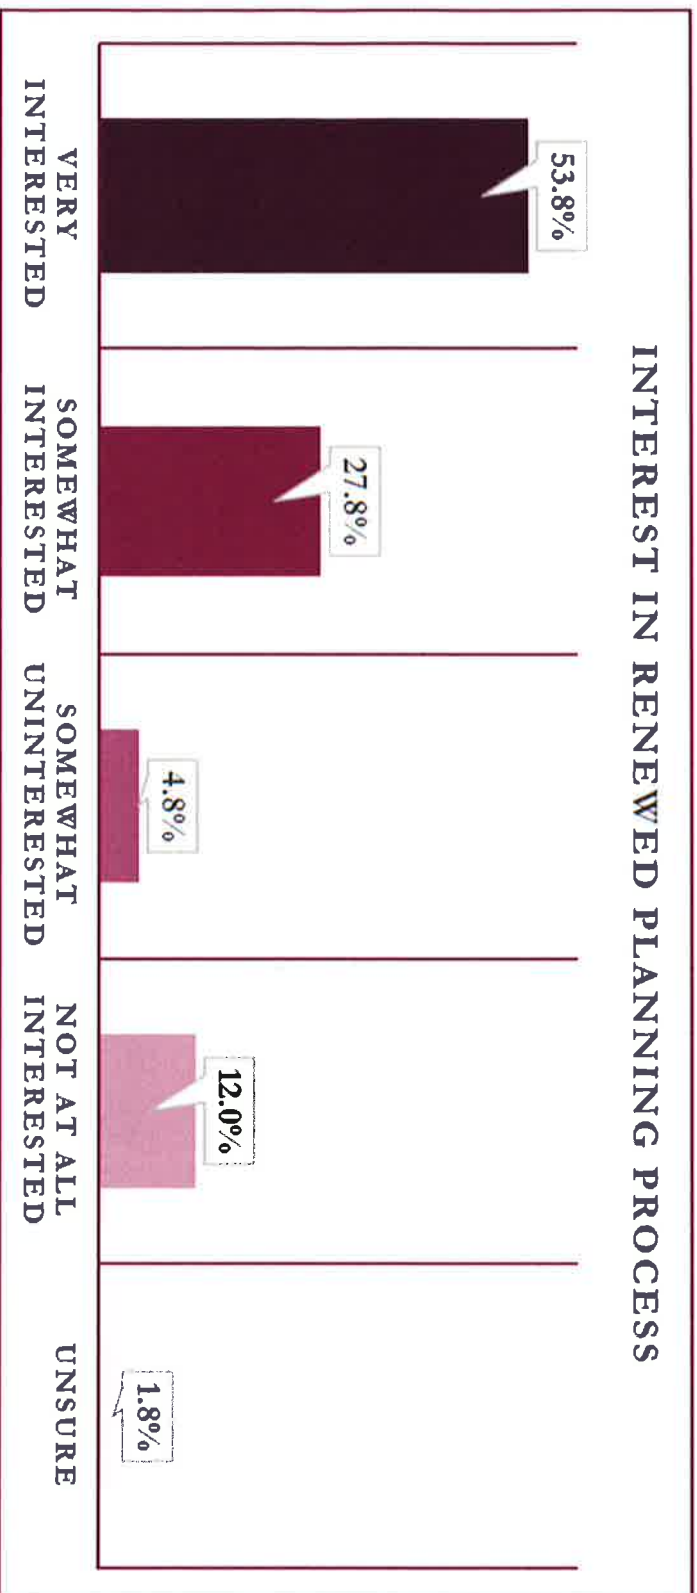 INTEREST IN RENEWED PLANNING PROCESS
53.8%
27.8%
4.8%
12.0%
1.8%
VERY
INTERESTED
SOMEWHAT
INTERESTED
SOMEWHAT
UNINTERESTED
NOT AT ALL
INTERESTED
UNSURE